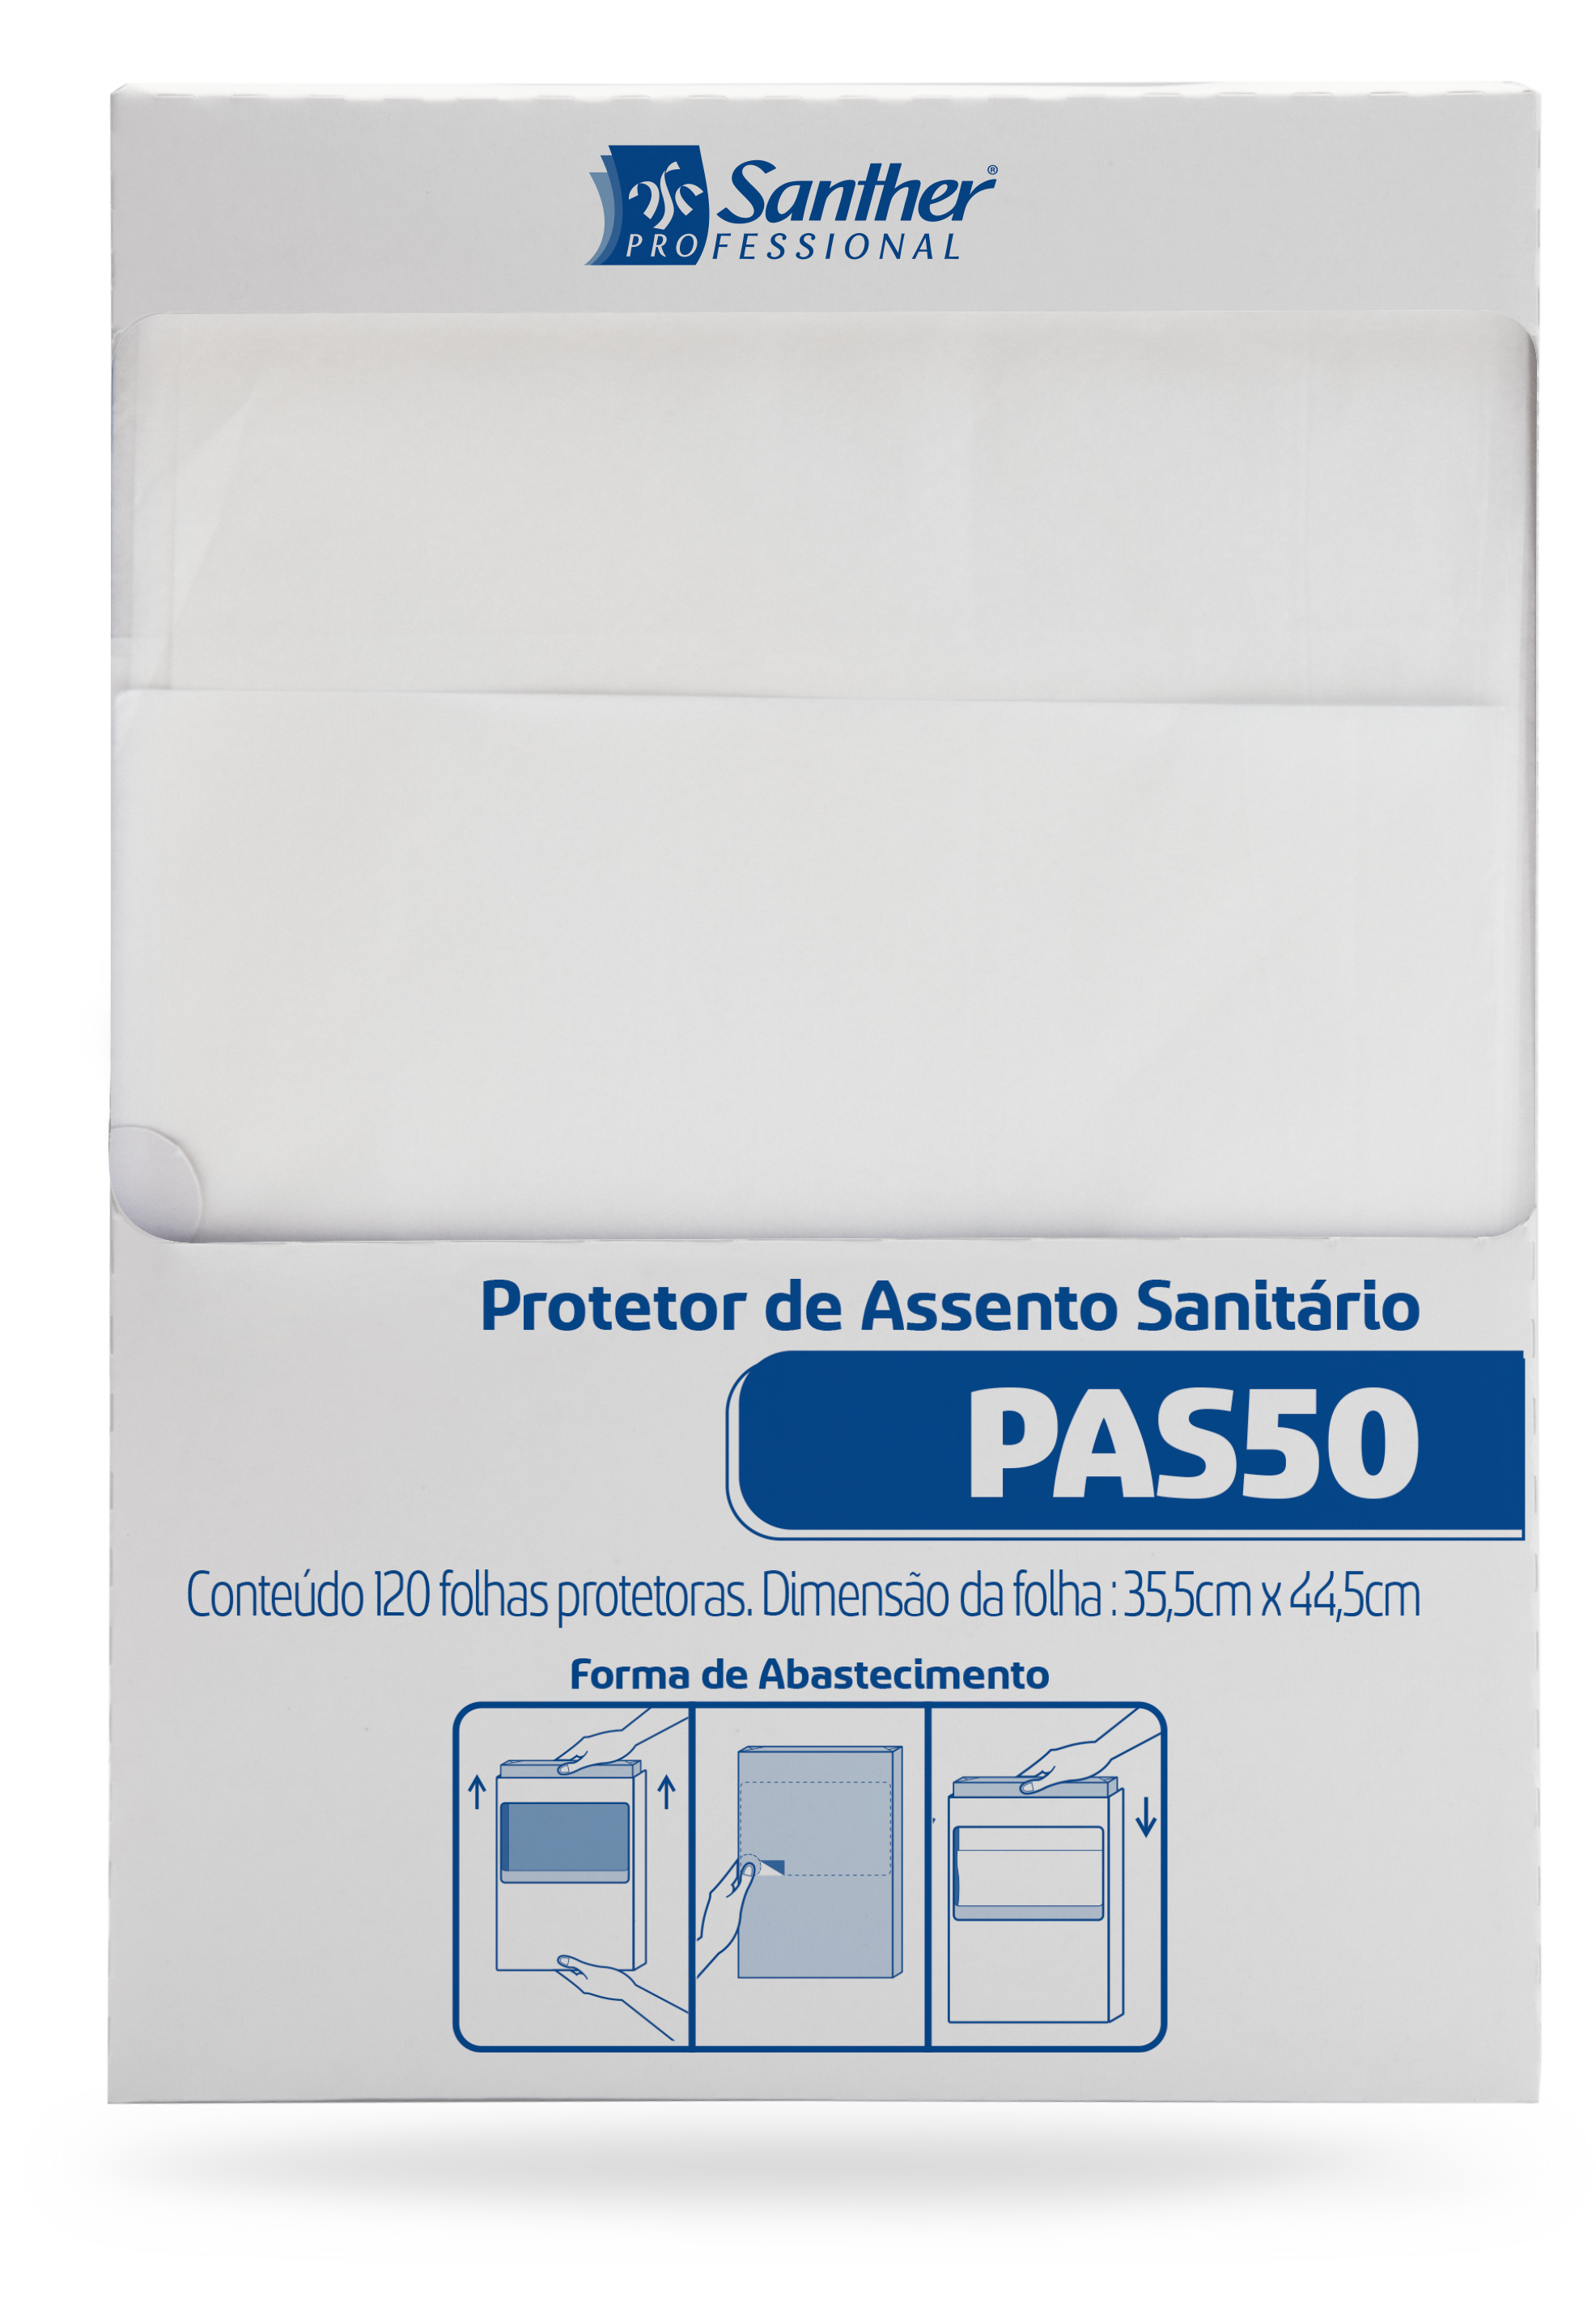 Santher®
PROFESSIONAL
Protetor de Assento Sanitário
PAS50
Conteúdo 120 folhas protetoras. Dimensão da folha : 35,5cm x 44,5cm
Forma de Abastecimento